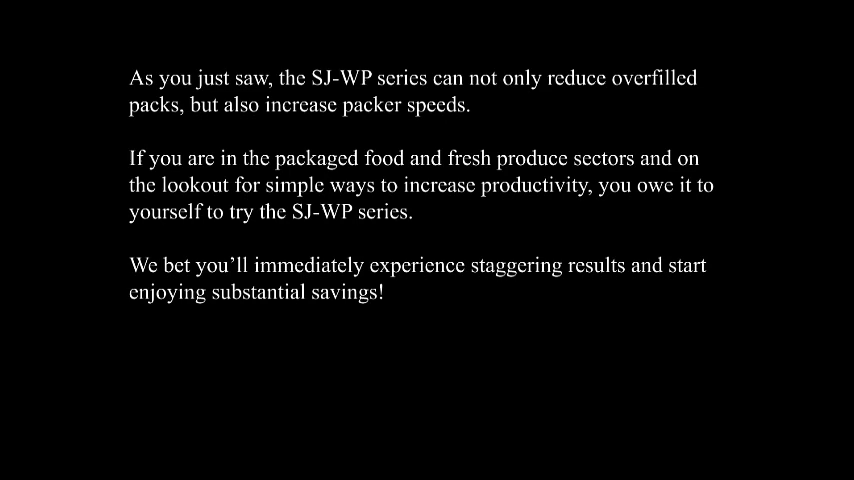 As you just saw, the SJ-WP series can not only reduce overfilled
packs, but also increase packer speeds.
If you are in the packaged food and fresh produce sectors and on
the lookout for simple ways to increase productivity, you owe it to
yourself to try the SJ-WP series.
We bet you’ll immediately experience staggering results and start
enjoying substantial savings!